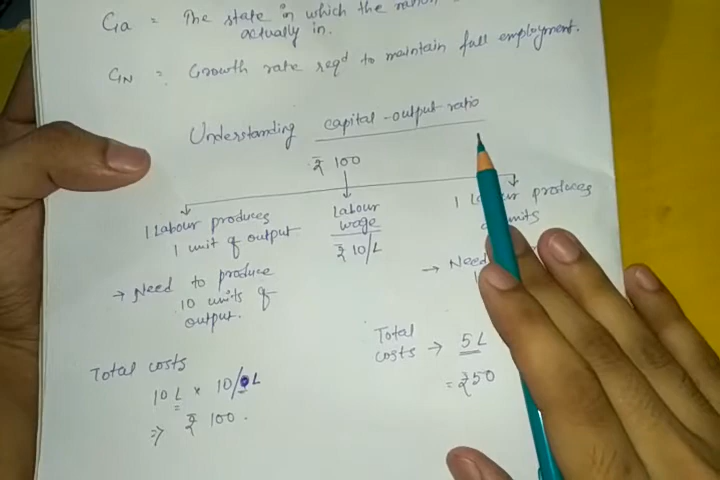 Ga = The state in which the nation
actually in.
GN = Growth rate reqd to maintain full employment.
Understanding capital-output-ratio
₹ 100
1 Labour produces
1 unit of output
→ Need to produce
10 units of
output.
Total costs
10 L × 10/L
⇒ ₹ 100.
Labour
wage
₹ 10/L
1 Labour produces
units
→ Need
Total
costs → 5 L
= ₹50